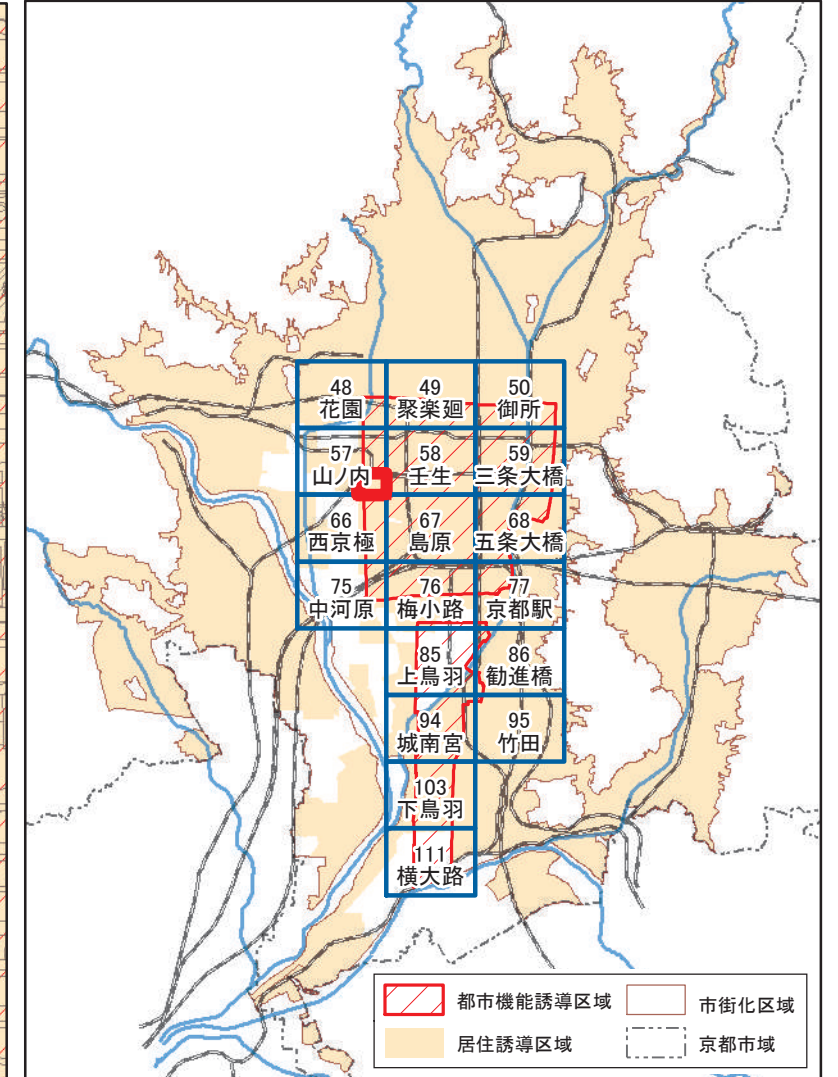 48
花園
49
聚楽廻
50
御所
57
山ノ内
58
壬生
59
三条大橋
66
西京極
67
島原
68
五条大橋
75
中河原
76
梅小路
77
京都駅
85
上鳥羽
86
勧進橋
94
城南宮
95
竹田
103
下鳥羽
111
横大路
都市機能誘導区域 市街化区域
居住誘導区域 京都市域